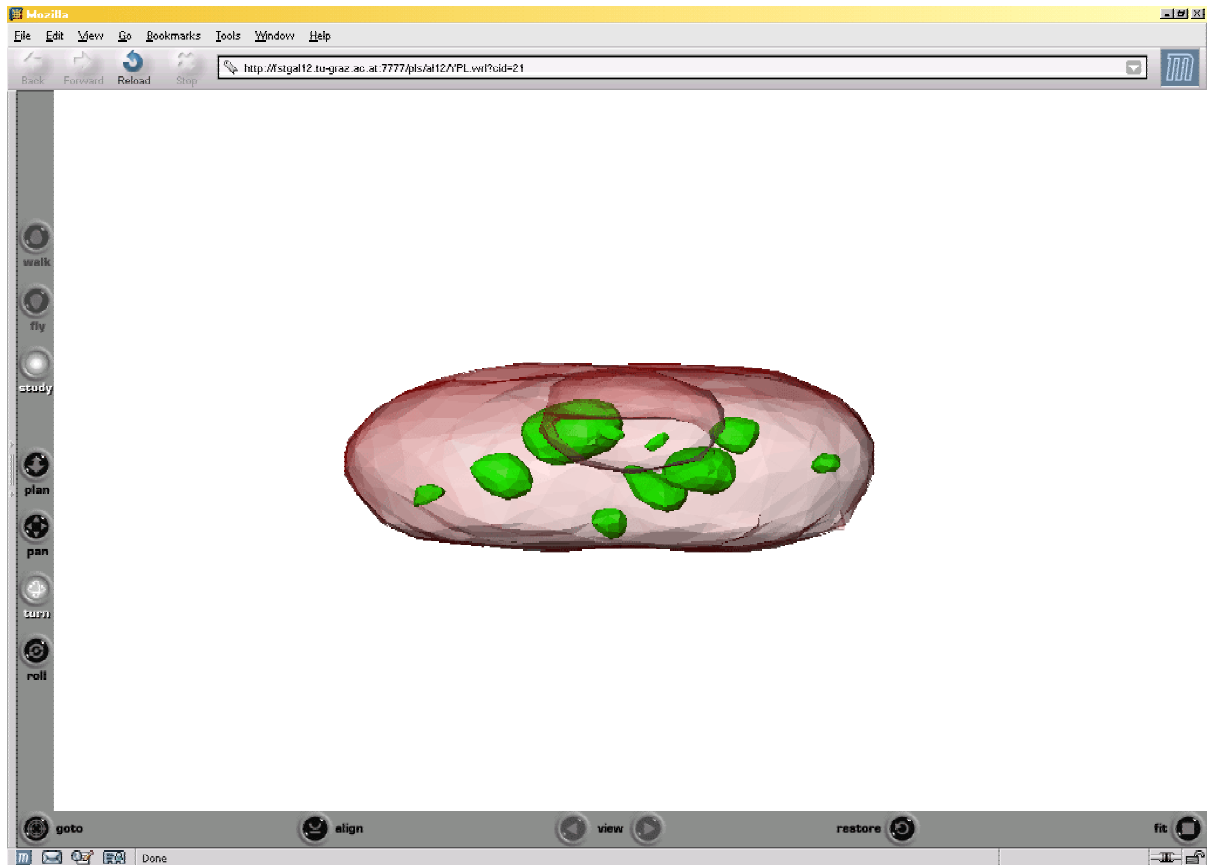 Mozilla
File Edit View Go Bookmarks Tools Window Help
Back Forward Reload Stop
http://fstgal12.tu-graz.ac.at:7777/pls/al12/YPL.wrl?cid=21
walk
fly
study
plan
pan
turn
roll
goto align view restore fit
Done